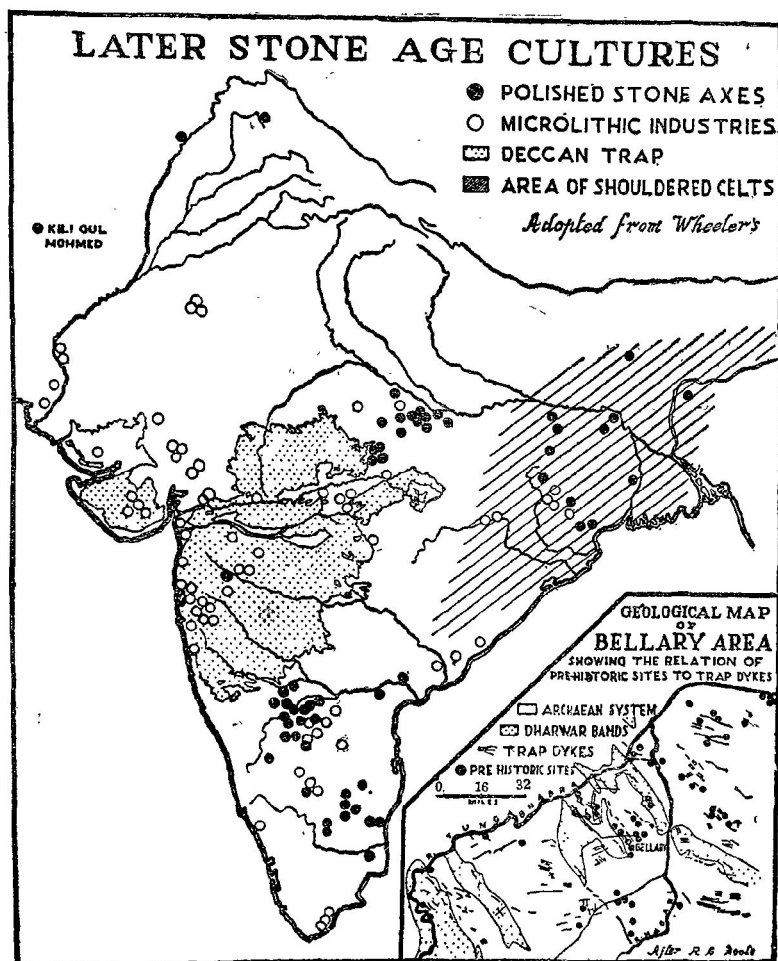 LATER STONE AGE CULTURES
POLISHED STONE AXES
MICROLITHIC INDUSTRIES
DECCAN TRAP
AREA OF SHOULDERED CELTS
Adopted from Wheeler's
KILI GUL
MOHMED
GEOLOGICAL MAP
OF
BELLARY AREA
SHOWING THE RELATION OF
PRE-HISTORIC SITES TO TRAP DYKES
ARCHAEAN SYSTEM
DHARWAR BANDS
TRAP DYKES
PRE HISTORIC SITES
0. 16 32
MILES
BELLARY
After R B Foote